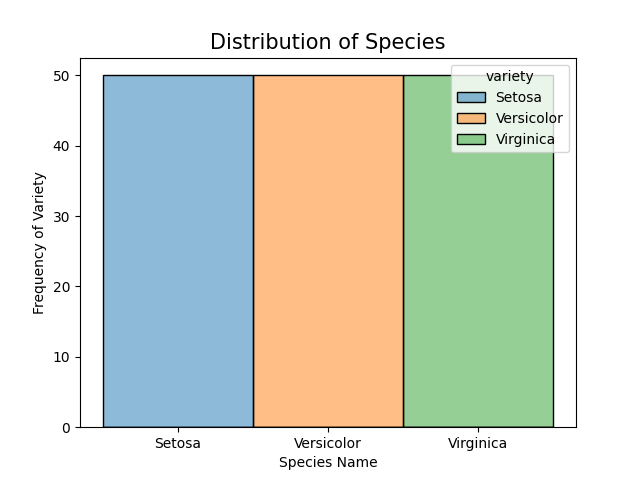 Distribution of Species
Frequency of Variety
50
40
30
20
10
0
variety
Setosa
Versicolor
Virginica
Setosa Versicolor Virginica
Species Name